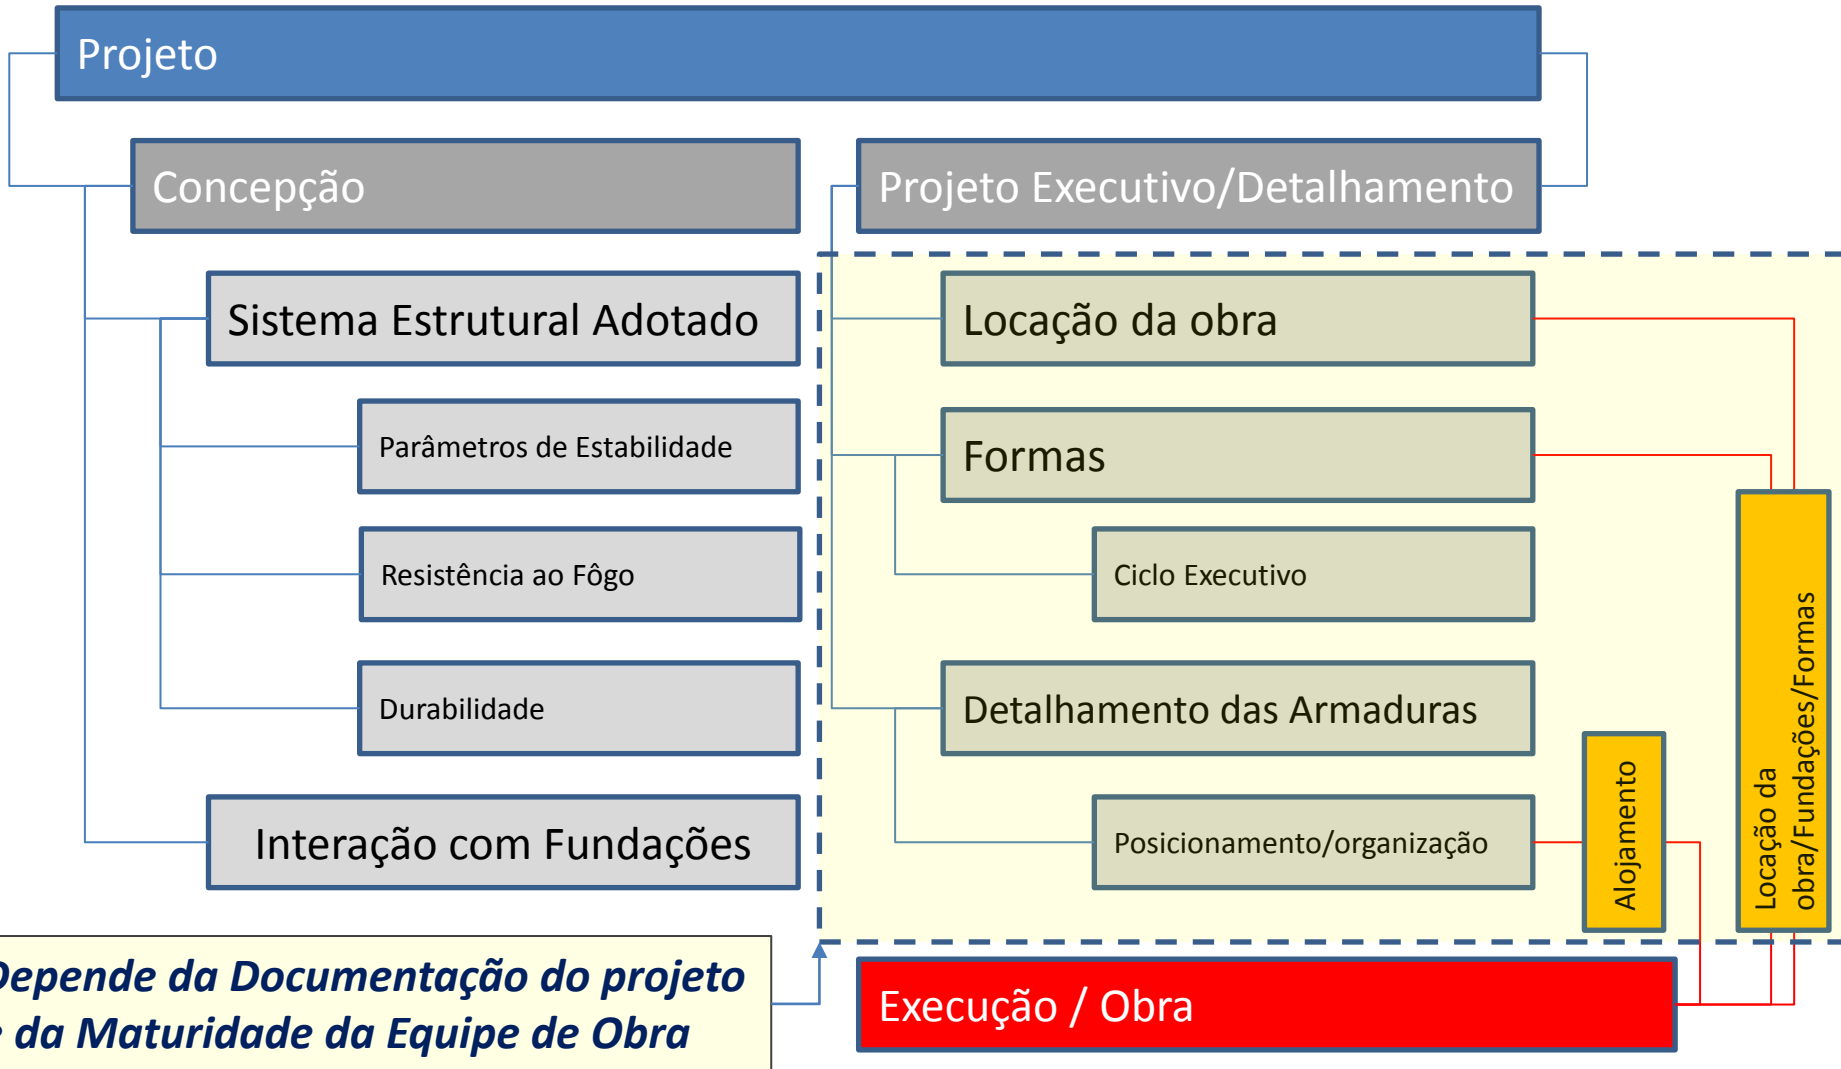 Projeto
Concepção
Projeto Executivo/Detalhamento
Sistema Estrutural Adotado
Locação da obra
Parâmetros de Estabilidade
Formas
Resistência ao Fôgo
Ciclo Executivo
Durabilidade
Detalhamento das Armaduras
Interação com Fundações
Posicionamento/organização
Alojamento
Locação da
obra/Fundações/Formas
Depende da Documentação do projeto
e da Maturidade da Equipe de Obra
Execução / Obra